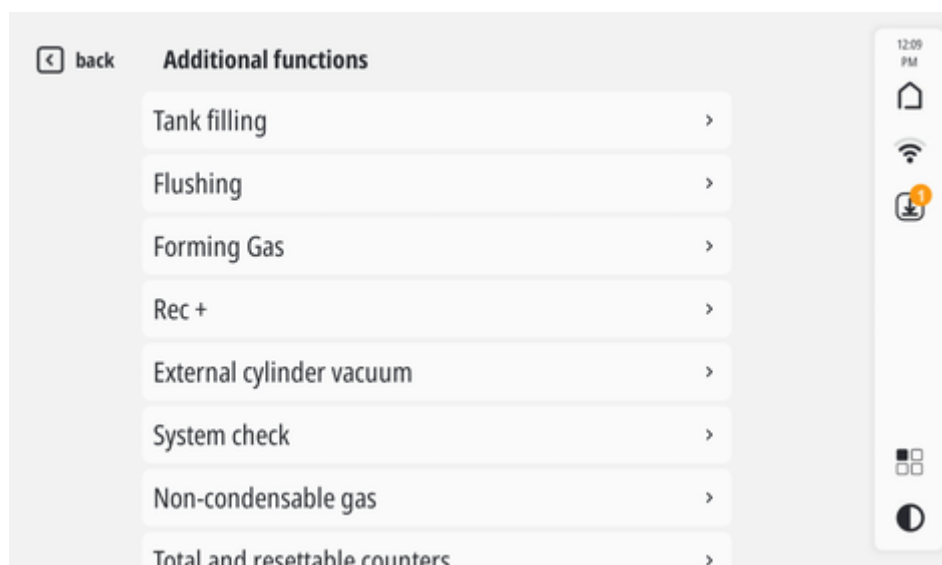 back
Additional functions
12:09
PM
Tank filling
Flushing
1
Forming Gas
Rec +
External cylinder vacuum
System check
Non-condensable gas
Total and resettable counters